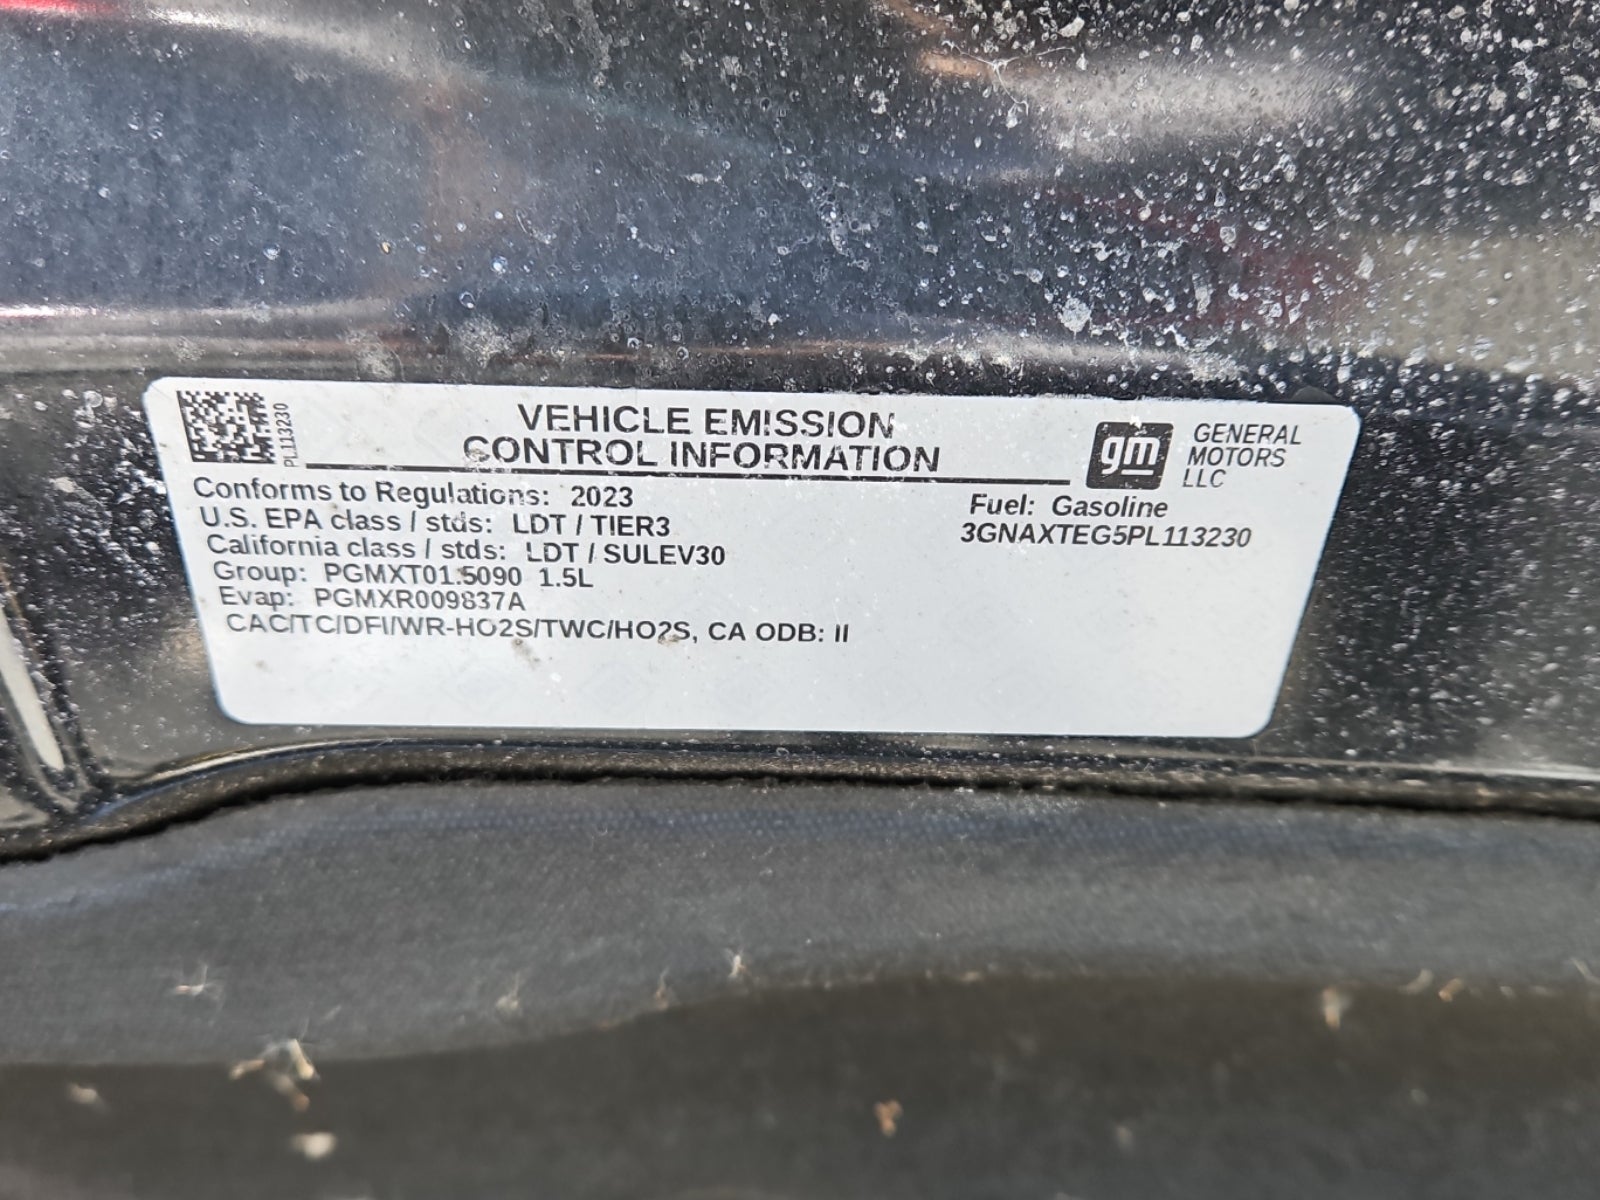 PL113230
VEHICLE EMISSION
CONTROL INFORMATION
gm
GENERAL
MOTORS
LLC
Conforms to Regulations: 2023
U.S. EPA class / stds: LDT / TIER3
California class / stds: LDT / SULEV30
Group: PGMXT01.5090 1.5L
Evap: PGMXR009837A
CAC/TC/DFI/WR-HO2S/TWC/HO2S, CA ODB: II
Fuel: Gasoline
3GNAXTEG5PL113230